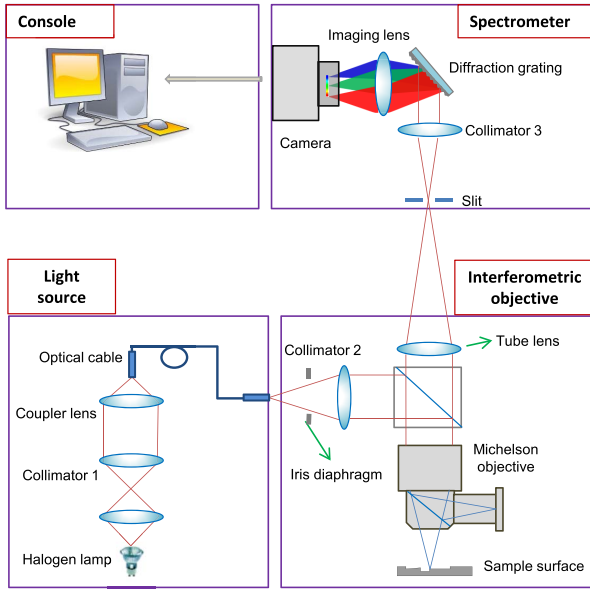 Console
Spectrometer
Imaging lens
Diffraction grating
Camera
Collimator 3
Slit
Light
source
Interferometric
objective
Optical cable
Collimator 2
Tube lens
Coupler lens
Collimator 1
Iris diaphragm
Michelson
objective
Halogen lamp
Sample surface